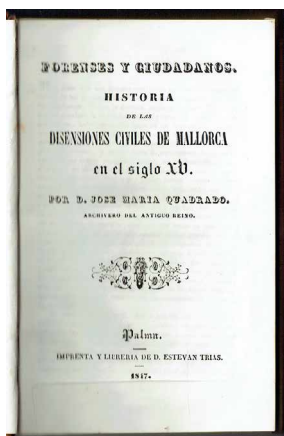 FORENSES Y CIUDADANOS.
HISTORIA
DE LAS
DISENSIONES CIVILES DE MALLORCA
en el siglo XV.
POR D. JOSE MARIA QUADRADO.
ARCHIVERO DEL ANTIGUO REINO.
Palma.
IMPRENTA Y LIBRERIA DE D. ESTEVAN TRIAS.
1847.